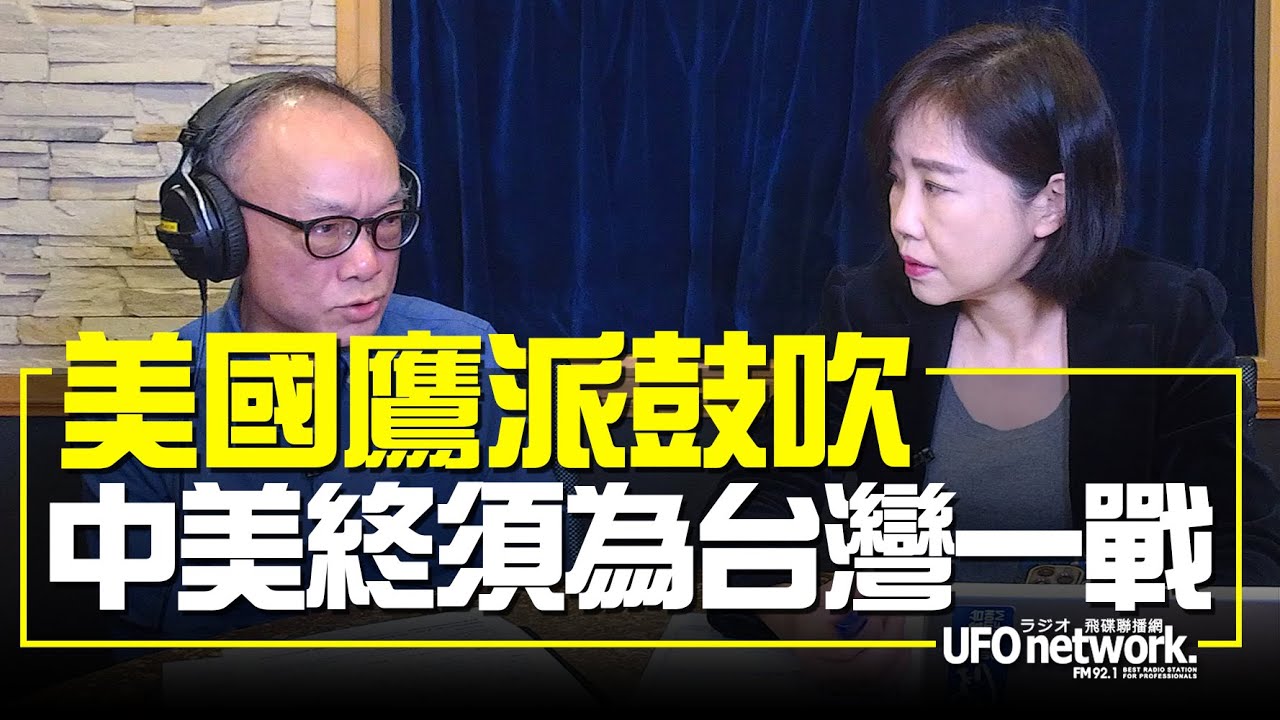 美國鷹派鼓吹
中美終須為台灣一戰
ラジオ 飛碟聯播網
UFO network.
FM 92.1 BEST RADIO STATION
FOR PROFESSIONALS